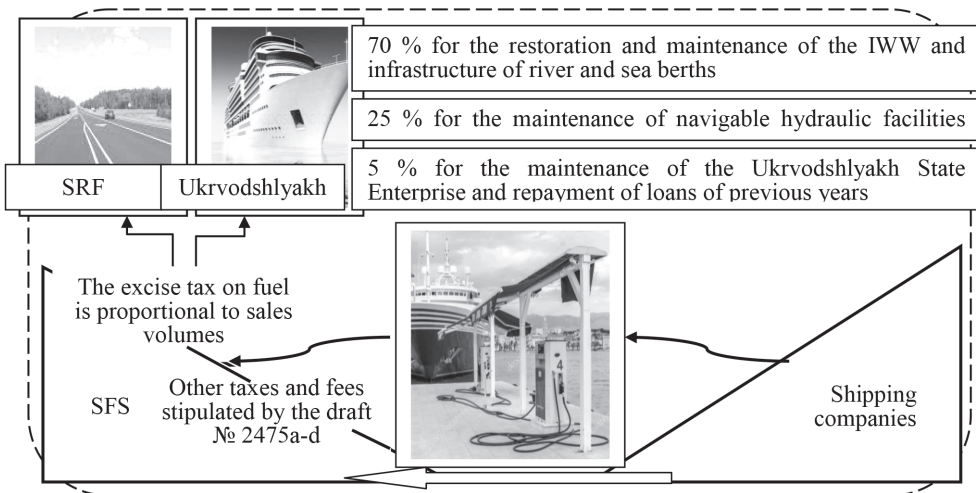 70 % for the restoration and maintenance of the IWW and
infrastructure of river and sea berths
25 % for the maintenance of navigable hydraulic facilities
5 % for the maintenance of the Ukrvodshlyakh State
Enterprise and repayment of loans of previous years
SRF
Ukrvodshlyakh
The excise tax on fuel
is proportional to sales
volumes
Other taxes and fees
stipulated by the draft
№ 2475a-d
SFS
Shipping
companies
4